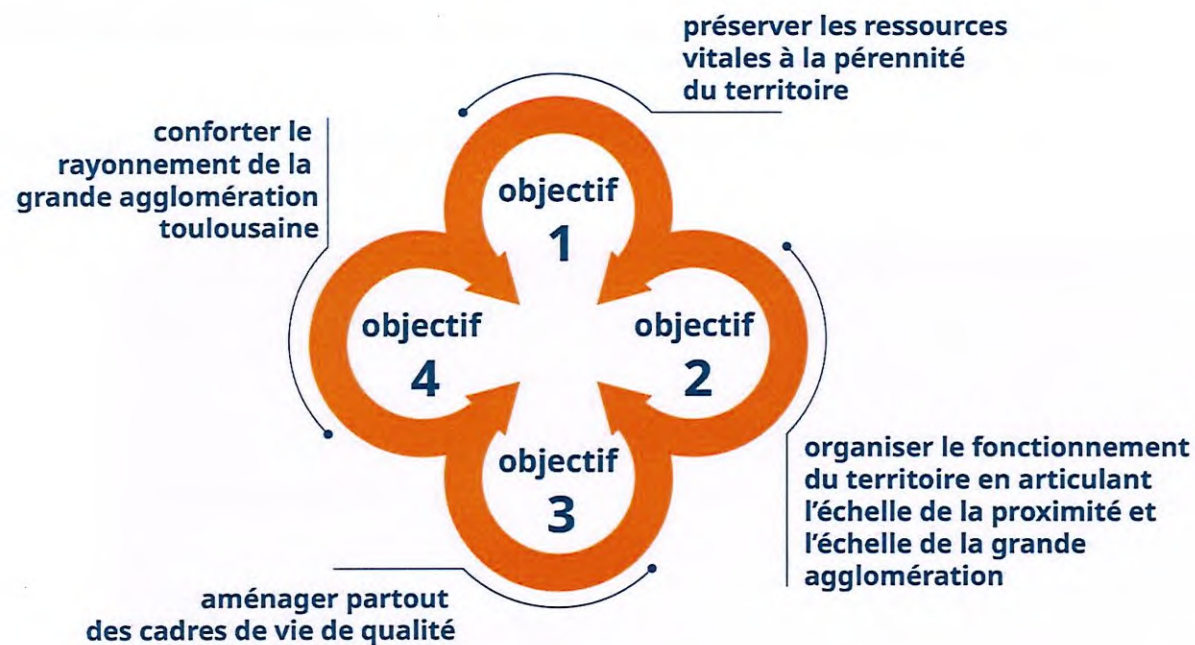 préserver les ressources
vitales à la pérennité
du territoire
conforter le
rayonnement de la
grande agglomération
toulousaine
objectif
1
objectif
4
objectif
2
objectif
3
organiser le fonctionnement
du territoire en articulant
l'échelle de la proximité et
l'échelle de la grande
agglomération
aménager partout
des cadres de vie de qualité